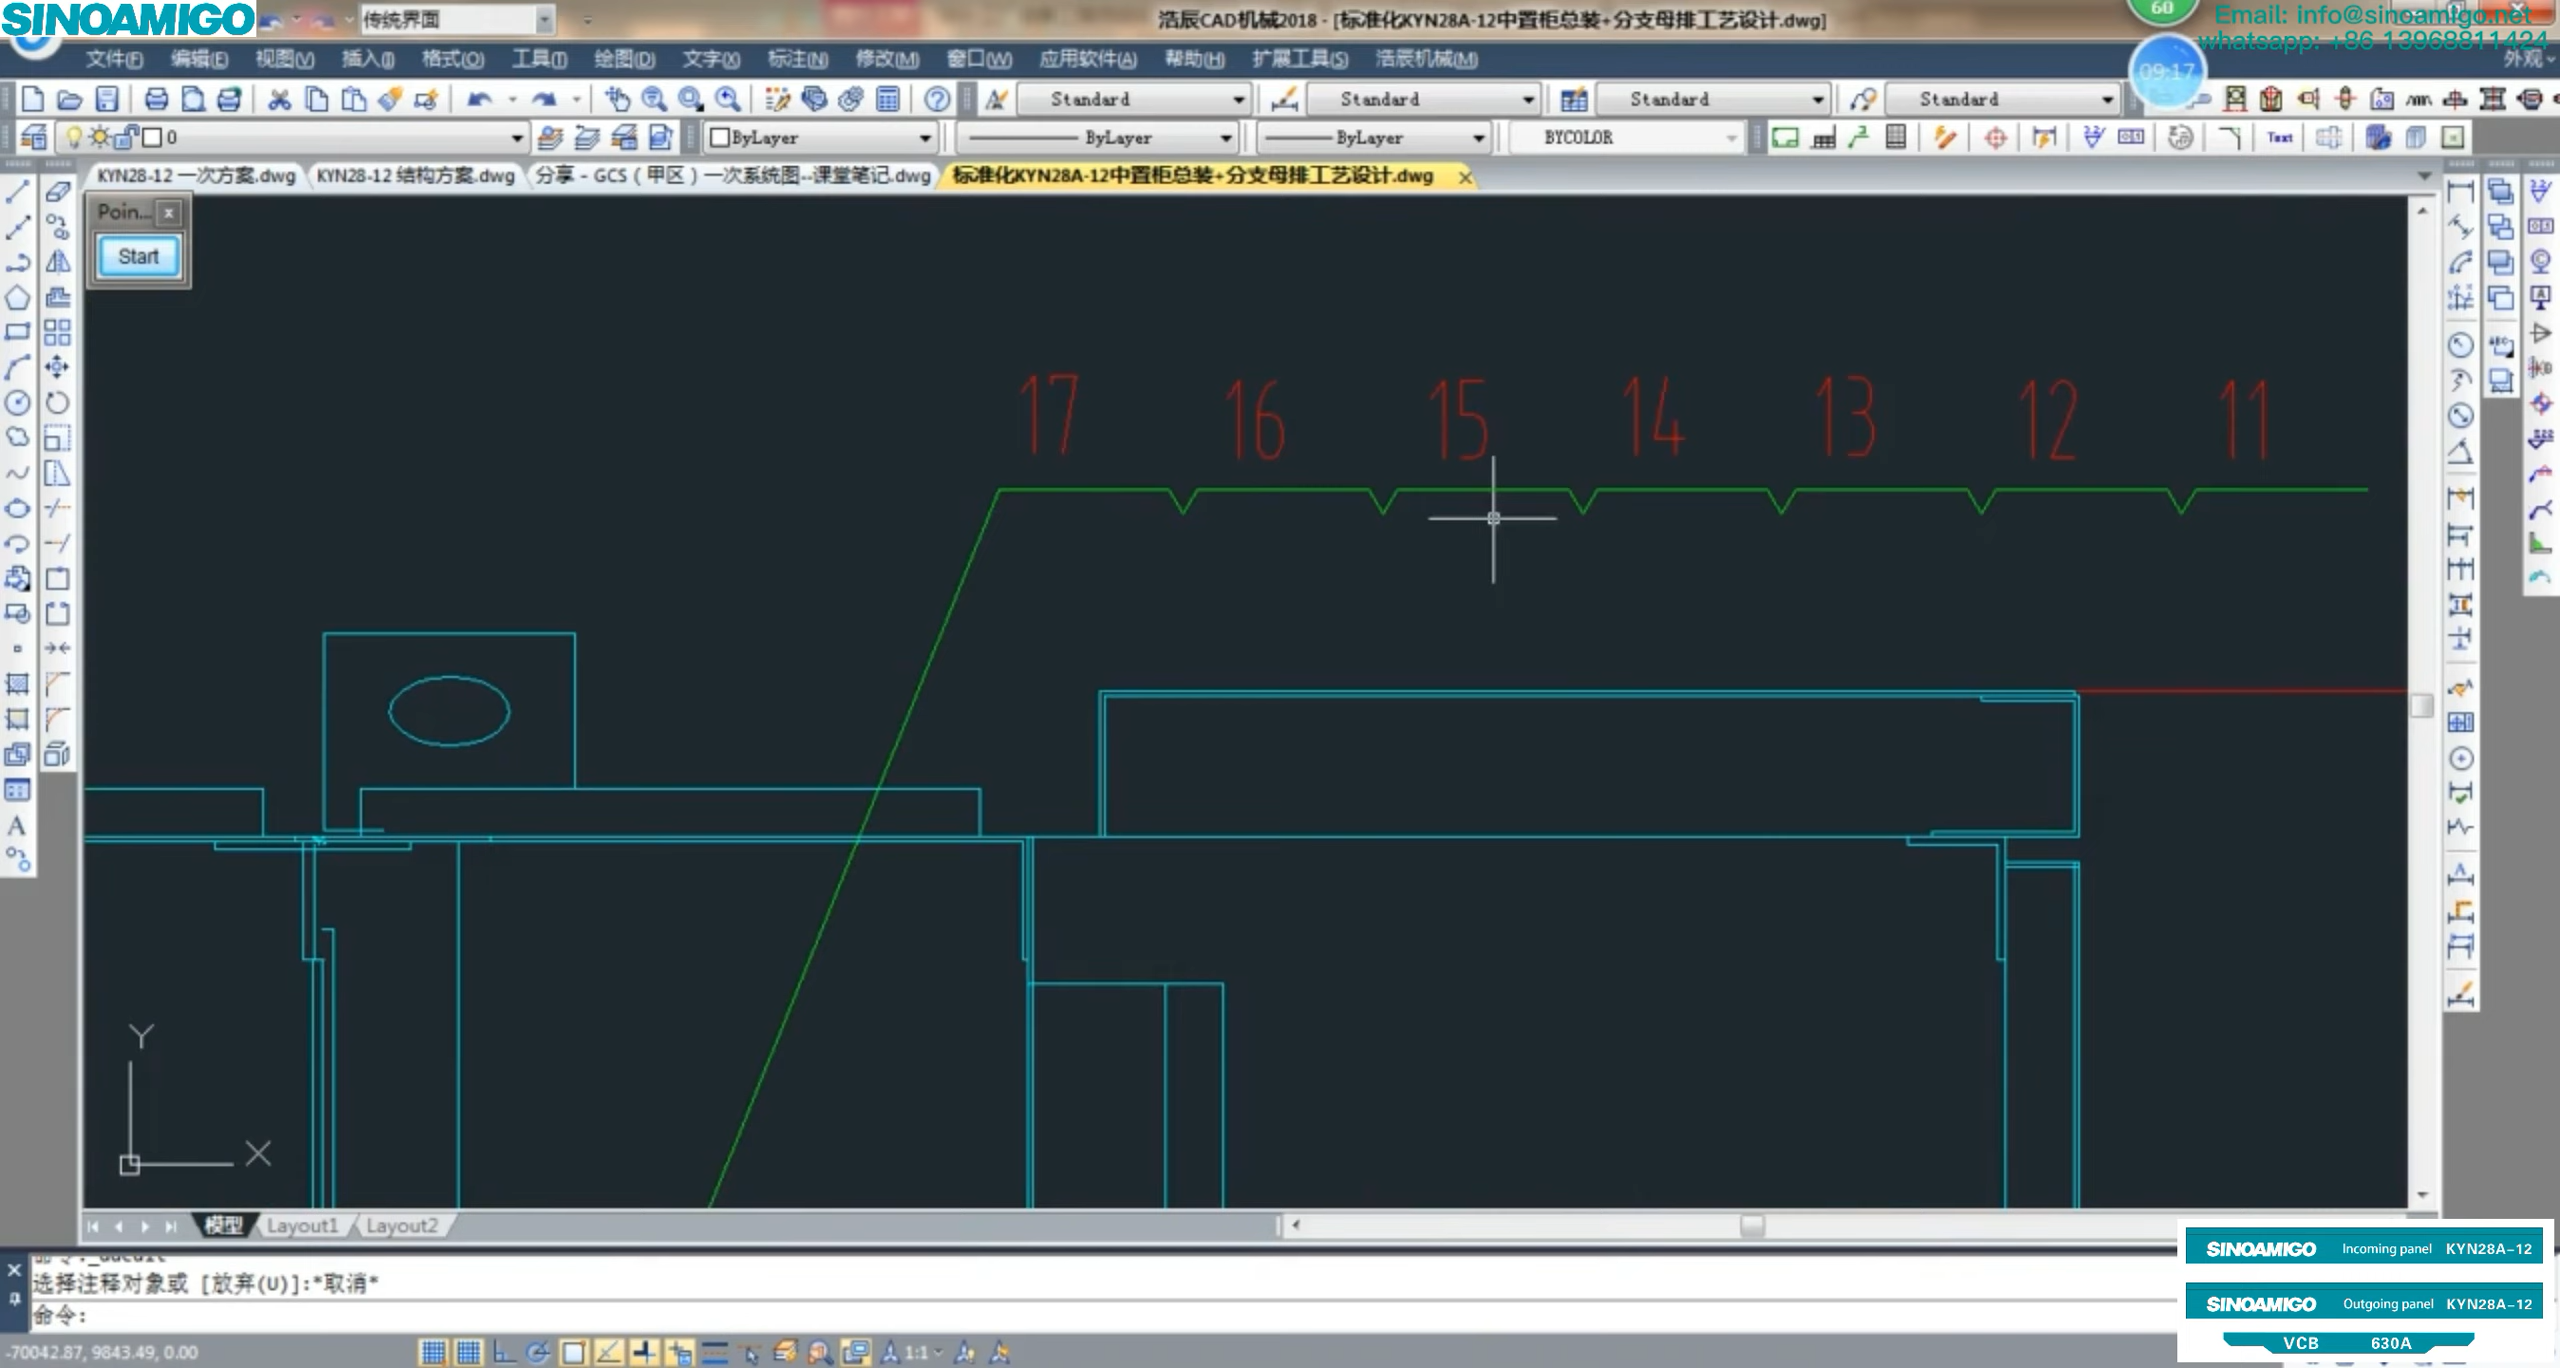 SINOAMIGO
传统界面
浩辰CAD机械2018 - [标准化KYN28A-12中置柜总装+分支母排工艺设计.dwg]
60
Email: info@sinoamigo.net
whatsapp: +86 13968811424
文件(F) 编辑(E) 视图(V) 插入(I) 格式(O) 工具(T) 绘图(D) 文字(X) 标注(N) 修改(M) 窗口(W) 应用软件(A) 帮助(H) 扩展工具(S) 浩辰机械(M)
外观
09:17
Standard Standard Standard Standard
0 ByLayer ByLayer ByLayer BYCOLOR
Text
KYN28-12 一次方案.dwg KYN28-12 结构方案.dwg 分享 - GCS ( 甲区 ) 一次系统图--课堂笔记.dwg 标准化KYN28A-12中置柜总装+分支母排工艺设计.dwg
Poin...
Start
17 16 15 14 13 12 11
Y
X
模型 Layout1 Layout2
选择注释对象或 [放弃(U)]:*取消*
命令:
-70042.87, 9843.49, 0.00
1:1
SINOAMIGO Incoming panel KYN28A-12
SINOAMIGO Outgoing panel KYN28A-12
VCB 630A